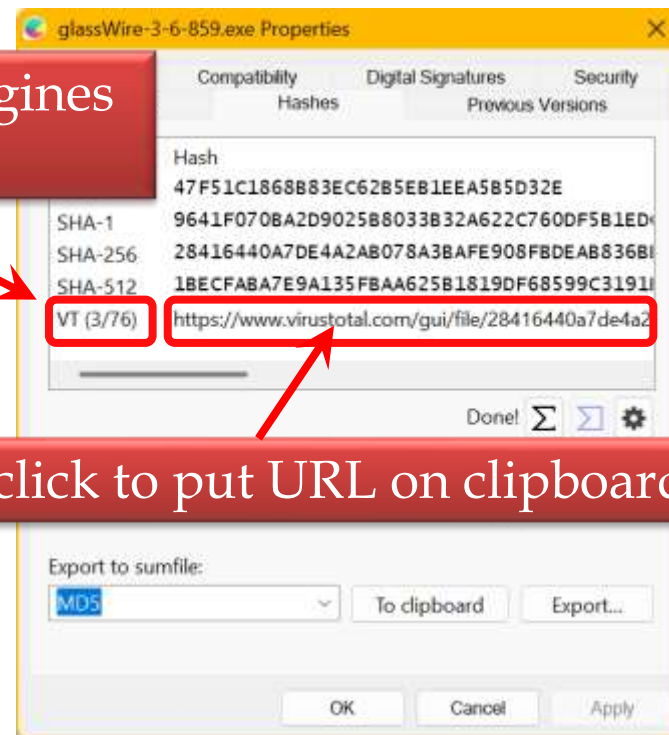 glassWire-3-6-859.exe Properties
Compatibility Digital Signatures Security
Hashes Previous Versions
gines
Hash
47F51C1868B83EC62B5EB1EEA5B5D32E
SHA-1 9641F070BA2D9025B8033B32A622C760DF5B1ED
SHA-256 28416440A7DE4A2AB078A3BAFE908FBDEAB836B
SHA-512 1BECFABA7E9A135FBAA625B1819DF68599C3191
VT (3/76) https://www.virustotal.com/gui/file/28416440a7de4a2
Done!
click to put URL on clipboard
Export to sumfile:
MD5 To clipboard Export...
OK Cancel Apply